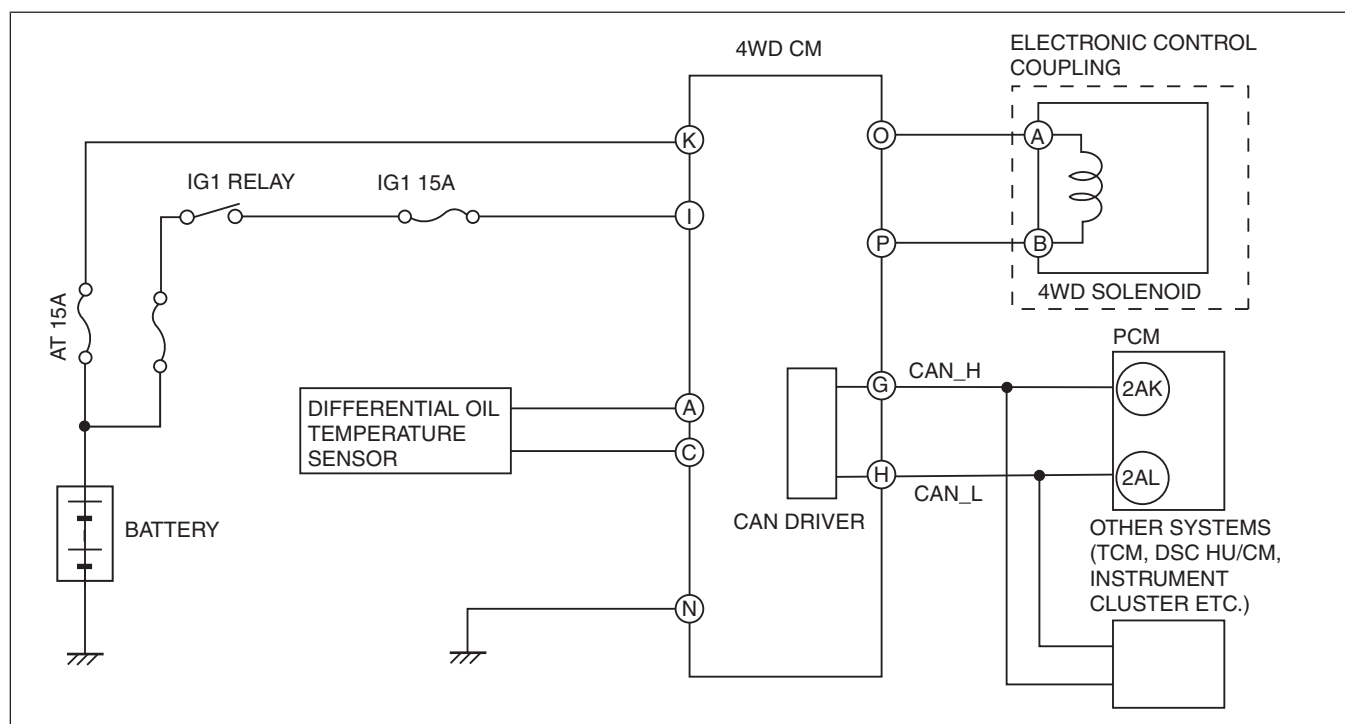 4WD CM
ELECTRONIC CONTROL
COUPLING
K
O
A
IG1 RELAY
IG1 15A
I
P
B
4WD SOLENOID
AT 15A
PCM
CAN_H
G
2AK
DIFFERENTIAL OIL
TEMPERATURE
SENSOR
A
C
H
2AL
CAN_L
CAN DRIVER
BATTERY
OTHER SYSTEMS
(TCM, DSC HU/CM,
INSTRUMENT
CLUSTER ETC.)
N